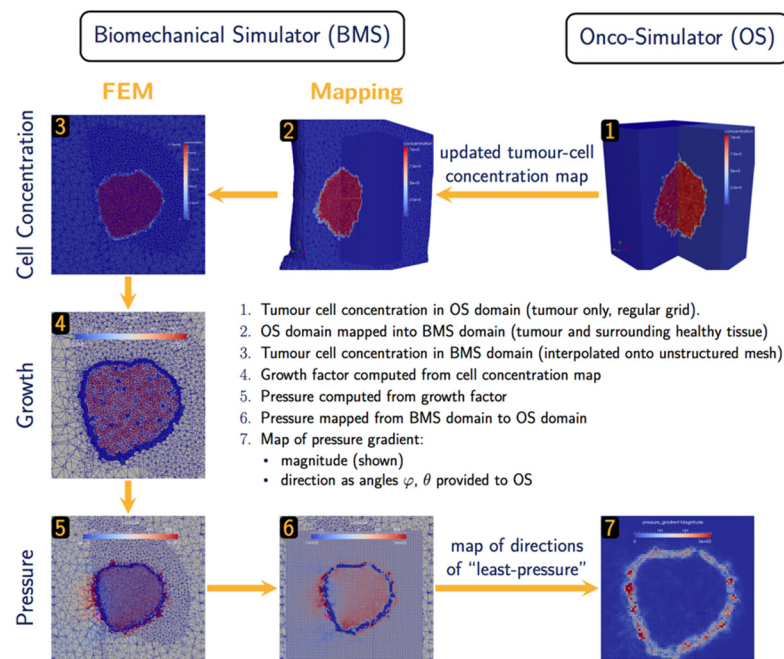 Biomechanical Simulator (BMS)
Onco-Simulator (OS)
FEM
Mapping
Cell Concentration
3
2
concentration
updated tumour-cell
concentration map
1
concentration
4
Growth
1. Tumour cell concentration in OS domain (tumour only, regular grid).
2. OS domain mapped into BMS domain (tumour and surrounding healthy tissue)
3. Tumour cell concentration in BMS domain (interpolated onto unstructured mesh)
4. Growth factor computed from cell concentration map
5. Pressure computed from growth factor
6. Pressure mapped from BMS domain to OS domain
7. Map of pressure gradient:
• magnitude (shown)
• direction as angles φ, θ provided to OS
Pressure
5
6
map of directions
of “least-pressure”
7
pressure_gradient Magnitude